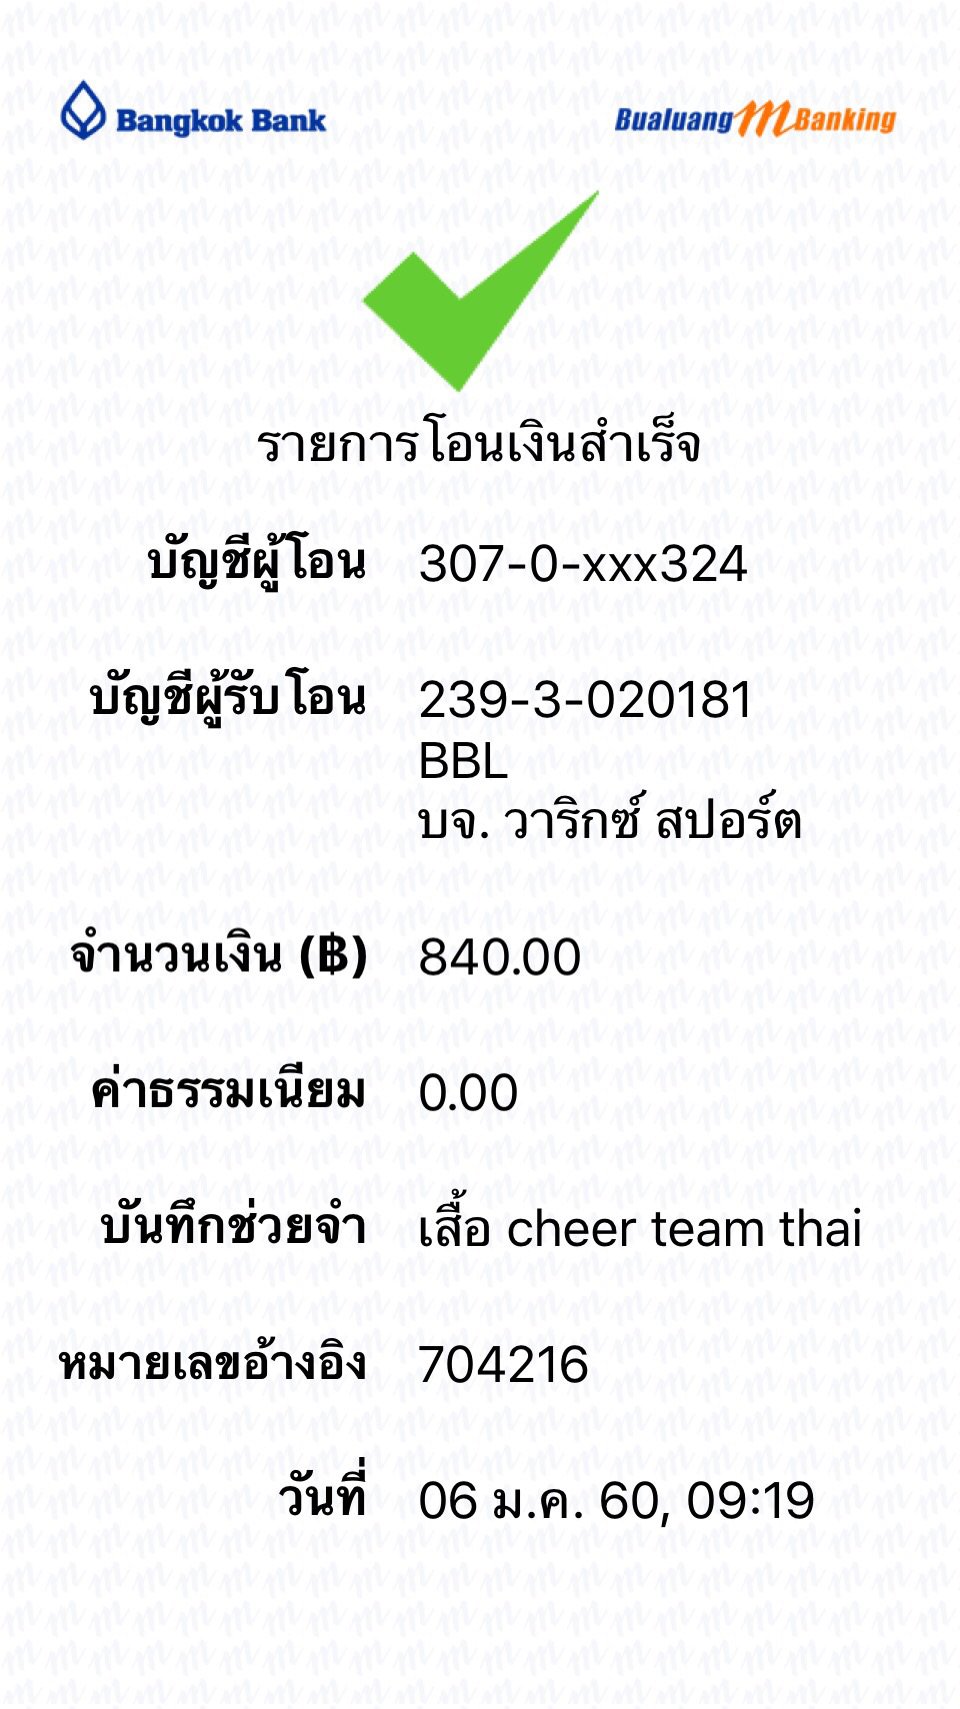 Bangkok Bank
Bualuang mBanking
รายการโอนเงินสำเร็จ
บัญชีผู้โอน 307-0-xxx324
บัญชีผู้รับโอน 239-3-020181
BBL
บจ. วาริกซ์ สปอร์ต
จำนวนเงิน (฿) 840.00
ค่าธรรมเนียม 0.00
บันทึกช่วยจำ เสื้อ cheer team thai
หมายเลขอ้างอิง 704216
วันที่ 06 ม.ค. 60, 09:19